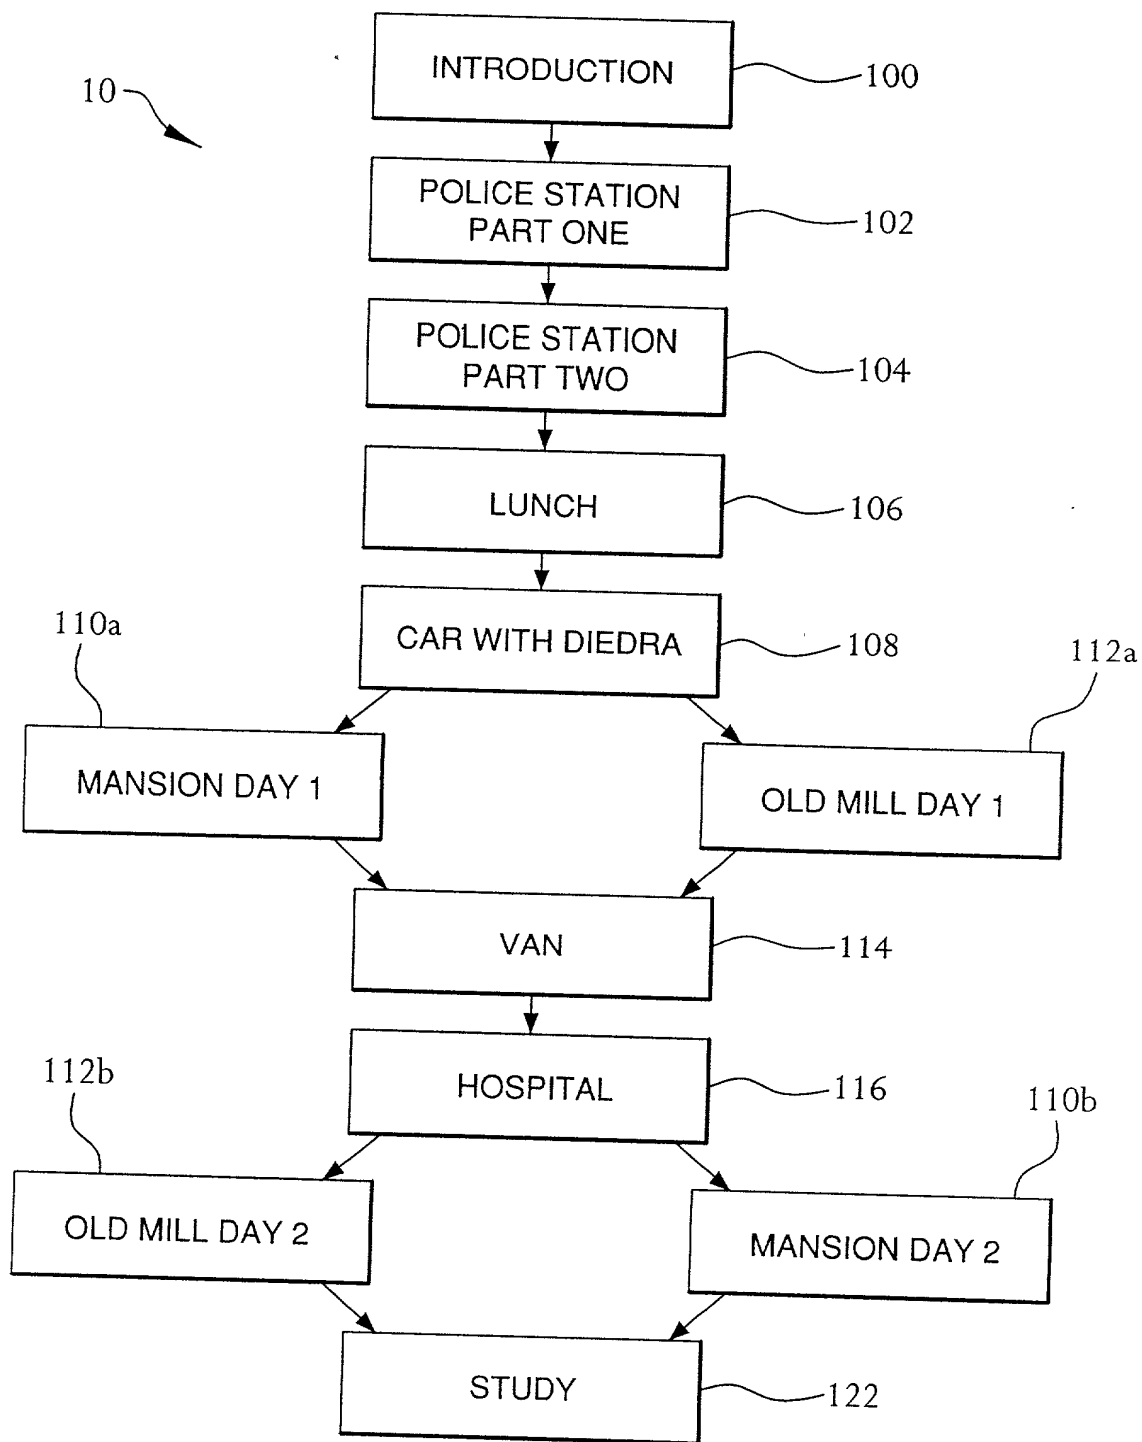 INTRODUCTION
100
10
POLICE STATION
PART ONE
102
POLICE STATION
PART TWO
104
LUNCH
106
CAR WITH DIEDRA
108
110a
112a
MANSION DAY 1
OLD MILL DAY 1
VAN
114
HOSPITAL
116
112b
110b
OLD MILL DAY 2
MANSION DAY 2
STUDY
122